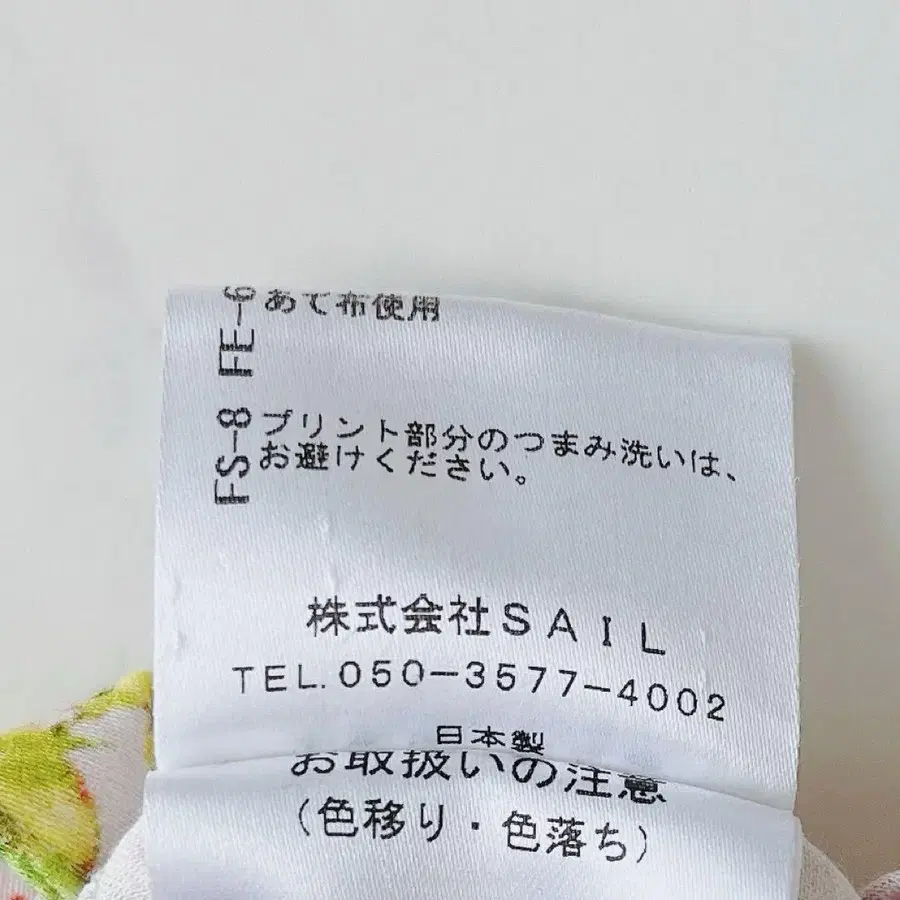 FE-6
あて布使用
FS-8
プリント部分のつまみ洗いは、
お避けください。
株式会社SAIL
TEL.050-3577-4002
日本製
お取扱いの注意
(色移り・色落ち)